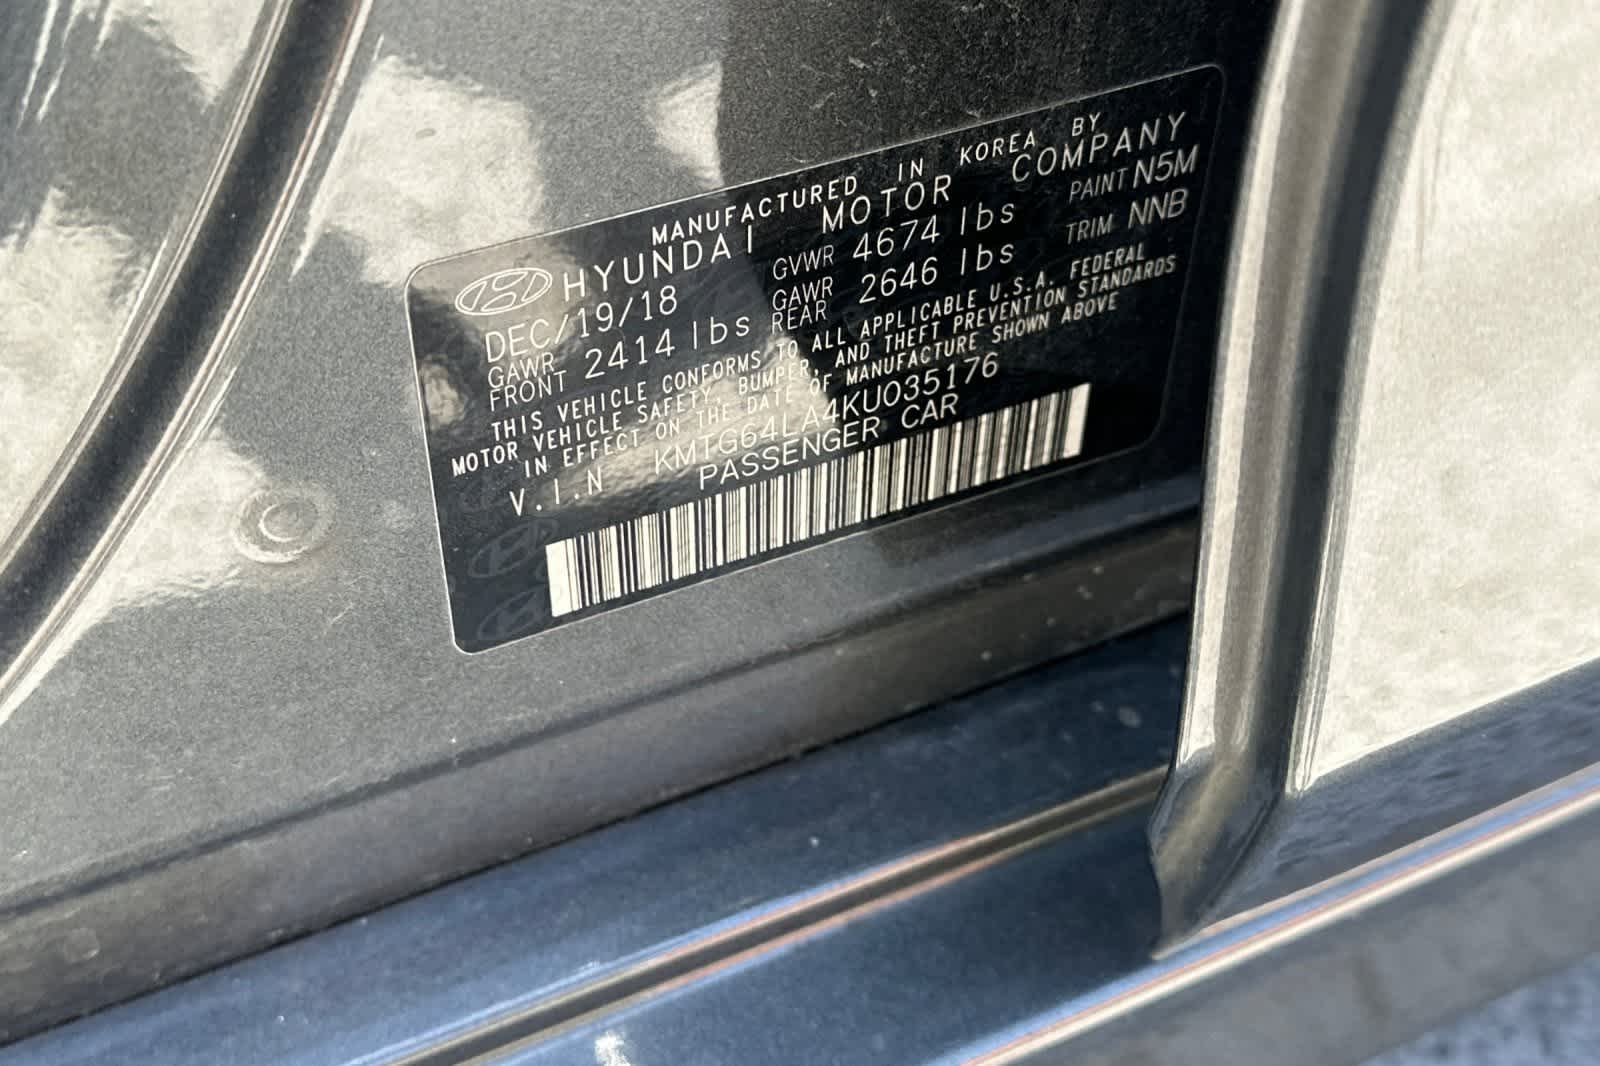 MANUFACTURED IN KOREA BY
HYUNDAI MOTOR COMPANY
DEC/19/18 GVWR 4674 lbs PAINT N5M
GAWR FRONT 2414 lbs GAWR REAR 2646 lbs TRIM NNB
THIS VEHICLE CONFORMS TO ALL APPLICABLE U.S.A. FEDERAL
MOTOR VEHICLE SAFETY, BUMPER, AND THEFT PREVENTION STANDARDS
IN EFFECT ON THE DATE OF MANUFACTURE SHOWN ABOVE
V.I.N KMTG64LA4KU035176
PASSENGER CAR